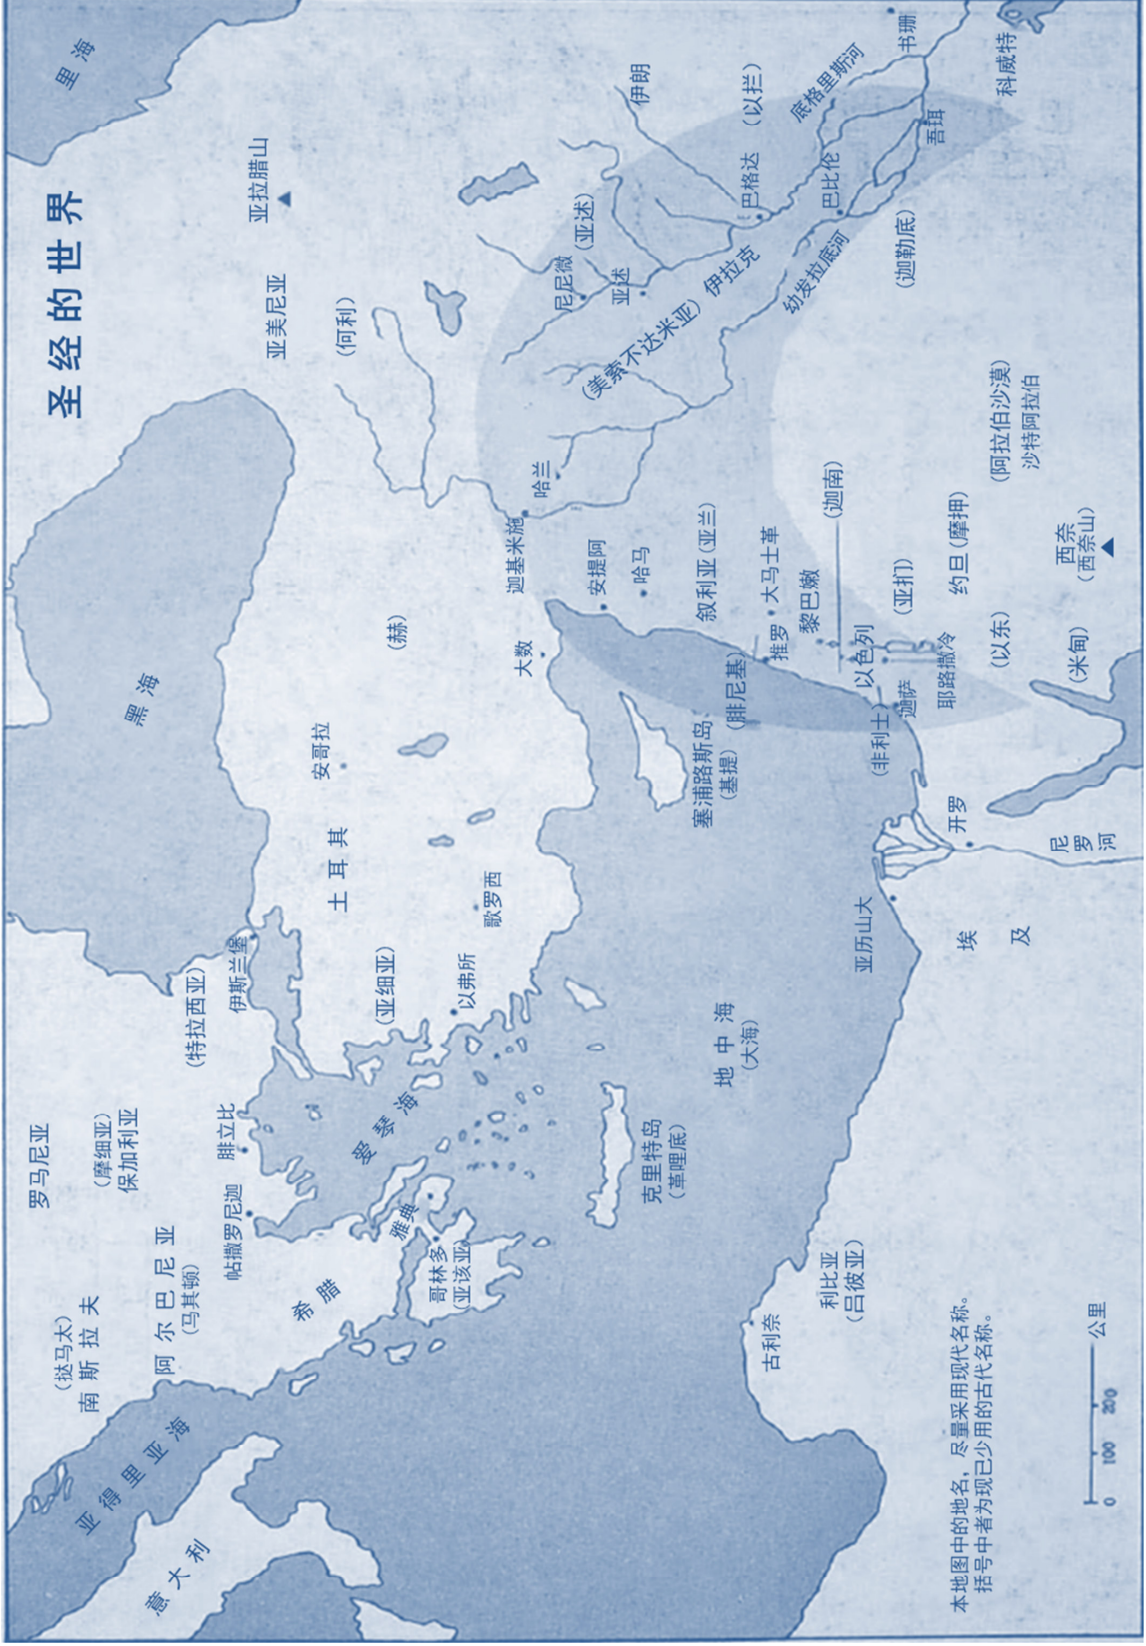 圣经的世界
里海
黑海
亚拉腊山
亚美尼亚
(何利)
伊朗
(以拦)
底格里斯河
书珊
科威特
吾珥
巴格达
巴比伦
(亚述)
尼尼微
亚述
(美索不达米亚)
伊拉克
幼发拉底河
(迦勒底)
哈兰
迦基米施
安提阿
哈马
叙利亚(亚兰)
大马士革
推罗
黎巴嫩
(迦南)
以色列
(亚扪)
约旦(摩押)
(阿拉伯沙漠)
沙特阿拉伯
西奈
(西奈山)
(以东)
(米甸)
耶路撒冷
迦萨
(非利士)
(腓尼基)
塞浦路斯岛、
(基提)
大数
(赫)
安哥拉
土耳其
歌罗西
(亚细亚)
以弗所
伊斯兰堡
(特拉西亚)
罗马尼亚
(摩细亚)
保加利亚
腓立比
帖撒罗尼迦
爱琴海
雅典
哥林多
(亚该亚)
希腊
阿尔巴尼亚
(马其顿)
(挞马太)
南斯拉夫
亚得里亚海
意大利
克里特岛
(革哩底)
地中海
(大海)
亚历山大
开罗
尼罗河
埃及
利比亚
(吕彼亚)
古利奈
本地图中的地名，尽量采用现代名称。
括号中者为现已少用的古代名称。
0 100 200 公里